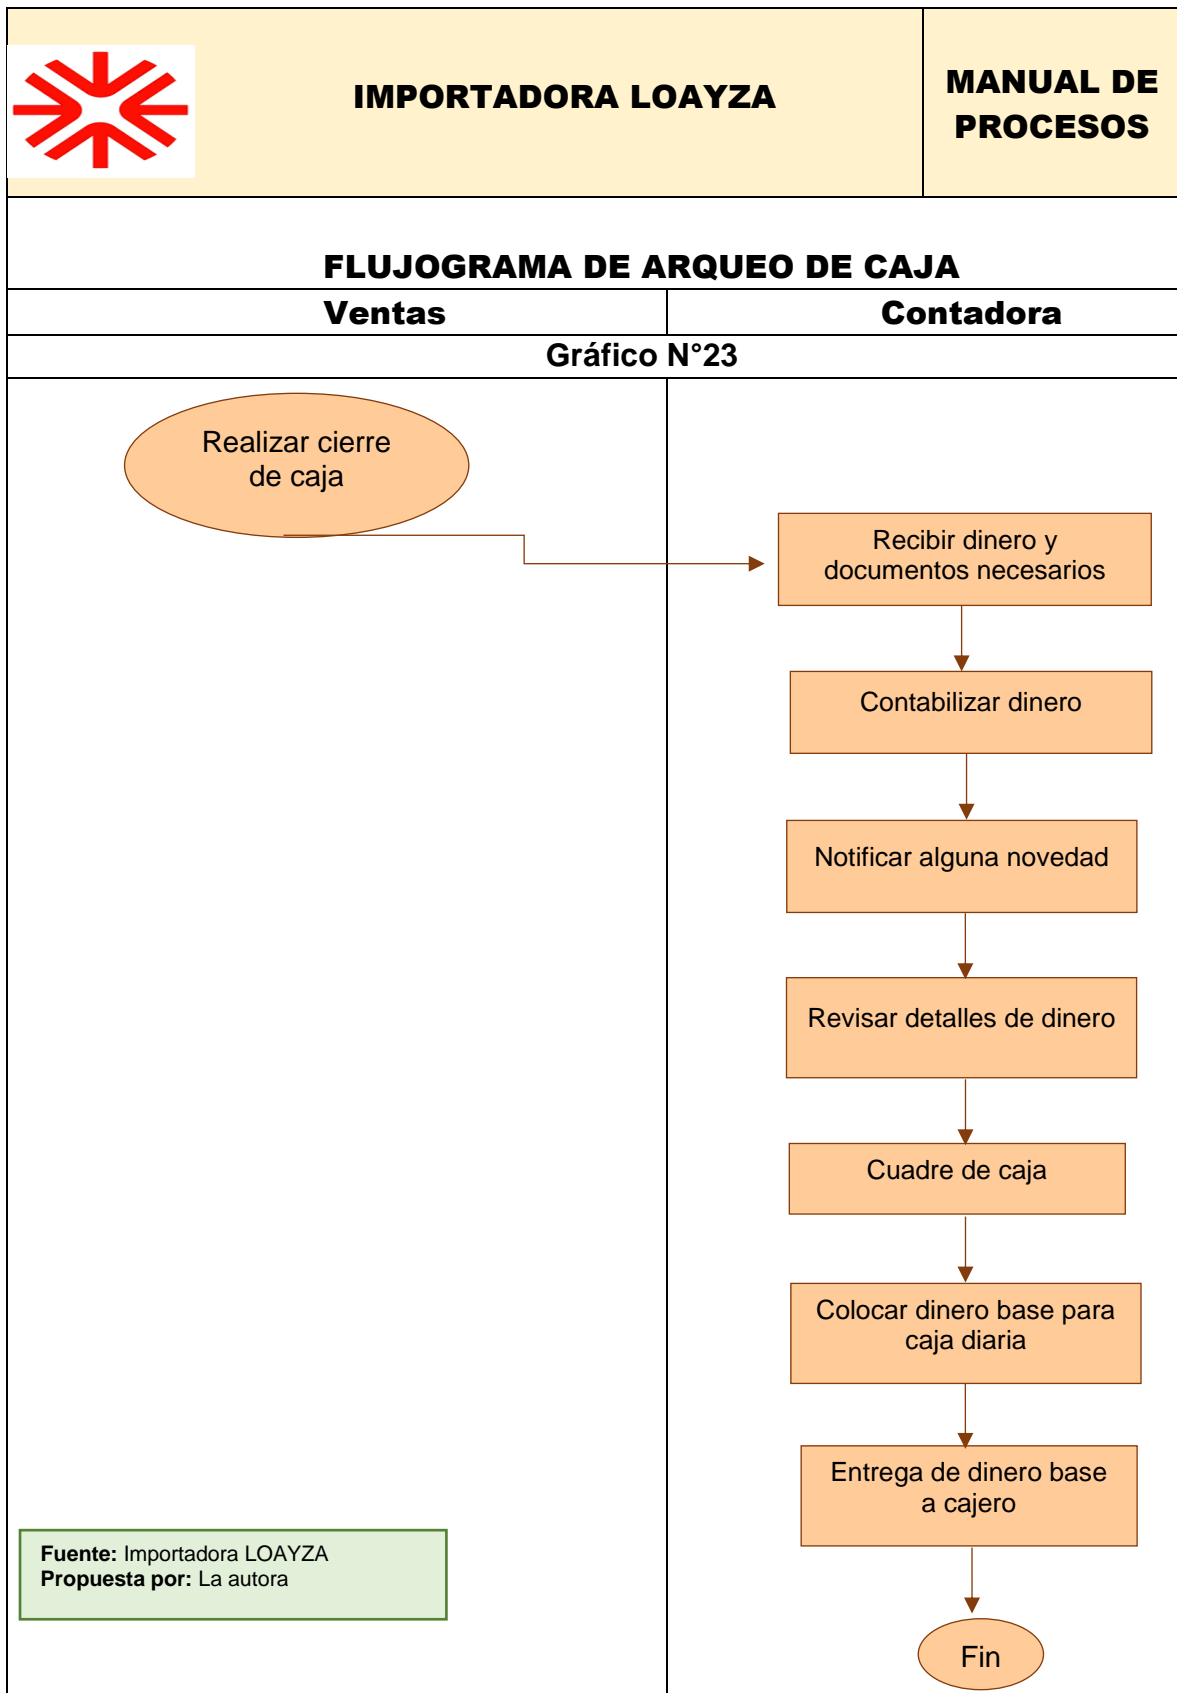 IMPORTADORA LOAYZA
MANUAL DE
PROCESOS
FLUJOGRAMA DE ARQUEO DE CAJA
Ventas
Contadora
Gráfico N°23
Realizar cierre
de caja
Recibir dinero y
documentos necesarios
Contabilizar dinero
Notificar alguna novedad
Revisar detalles de dinero
Cuadre de caja
Colocar dinero base para
caja diaria
Entrega de dinero base
a cajero
Fuente: Importadora LOAYZA
Propuesta por: La autora
Fin